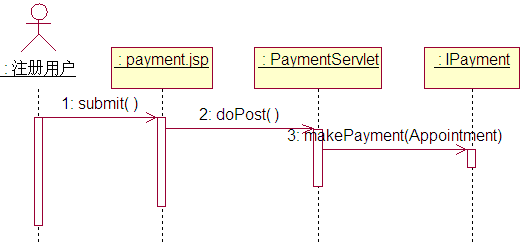 : 注册用户
: payment.jsp
: PaymentServlet
: IPayment
1: submit( )
2: doPost( )
3: makePayment(Appointment)